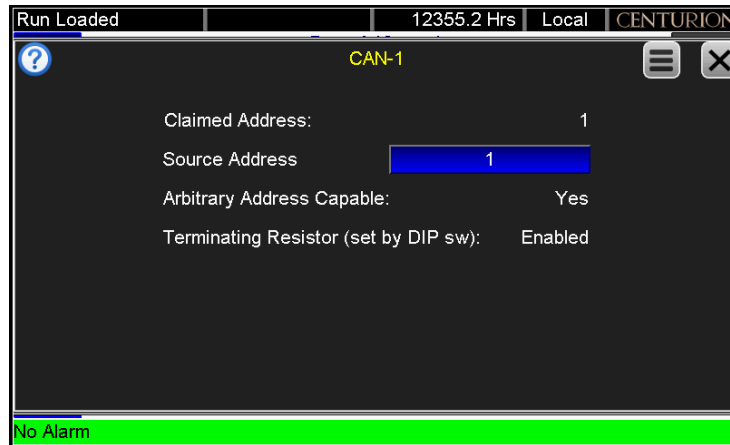 Run Loaded 12355.2 Hrs Local CENTURION
? CAN-1
Claimed Address: 1
Source Address 1
Arbitrary Address Capable: Yes
Terminating Resistor (set by DIP sw): Enabled
No Alarm